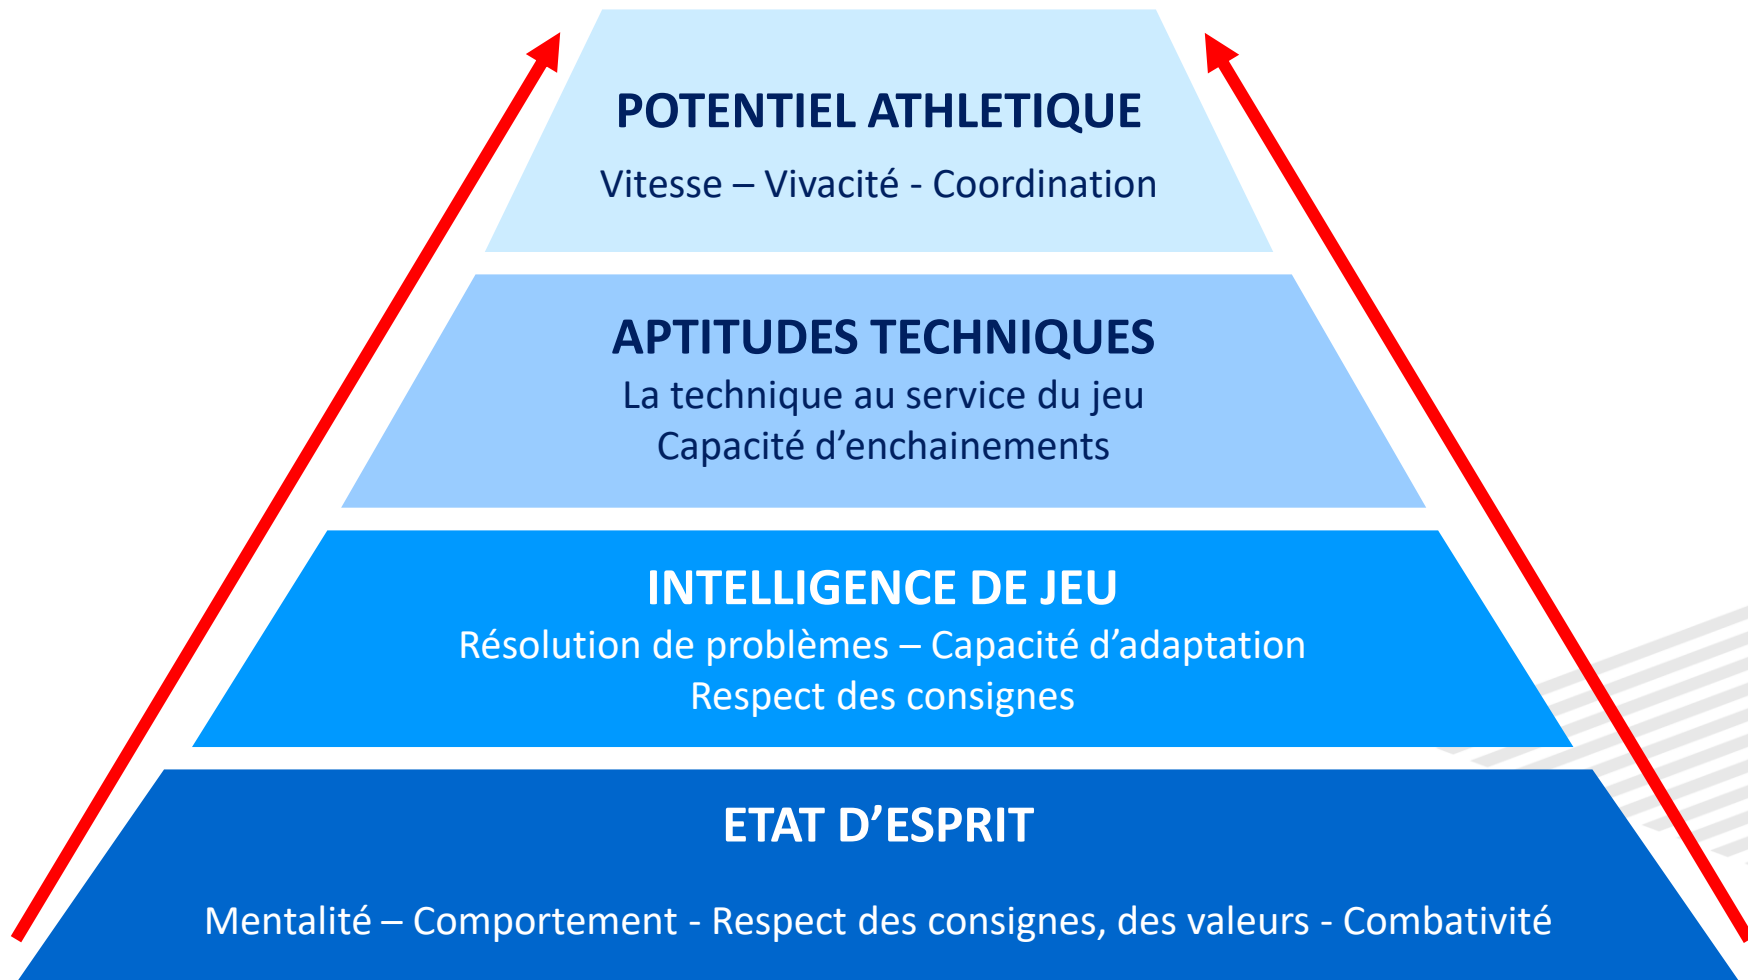 POTENTIEL ATHLETIQUE
Vitesse – Vivacité - Coordination
APTITUDES TECHNIQUES
La technique au service du jeu
Capacité d’enchainements
INTELLIGENCE DE JEU
Résolution de problèmes – Capacité d’adaptation
Respect des consignes
ETAT D’ESPRIT
Mentalité – Comportement - Respect des consignes, des valeurs - Combativité